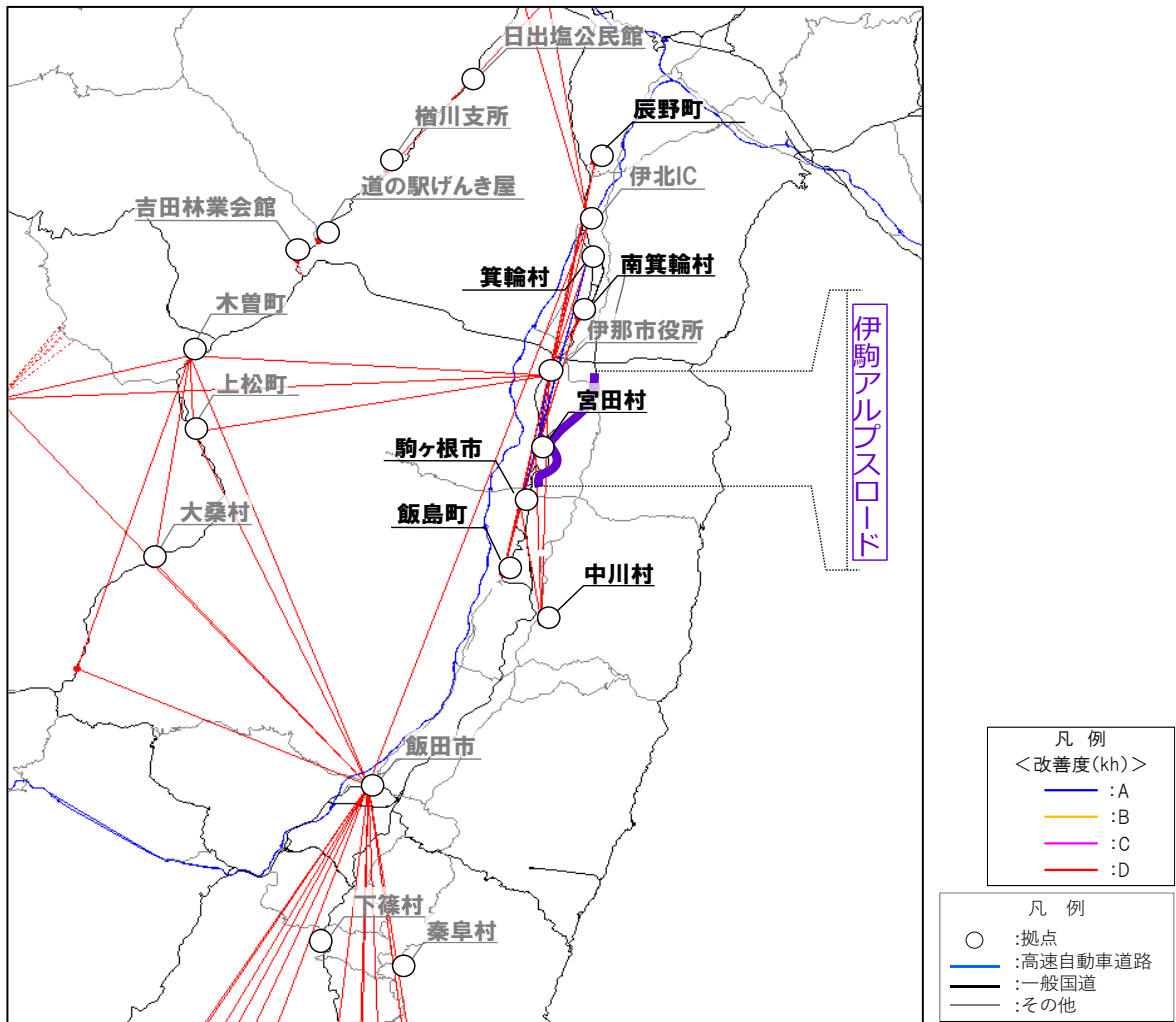 日出塩公民館
楢川支所
辰野町
道の駅げんき屋
伊北IC
吉田林業会館
箕輪村
南箕輪村
木曽町
伊那市役所
伊駒アルプスロード
上松町
宮田村
駒ヶ根市
大桑村
飯島町
中川村
飯田市
下篠村
秦阜村
凡 例
<改善度(kh)>
:A
:B
:C
:D
凡 例
:拠点
:高速自動車道路
:一般国道
:その他